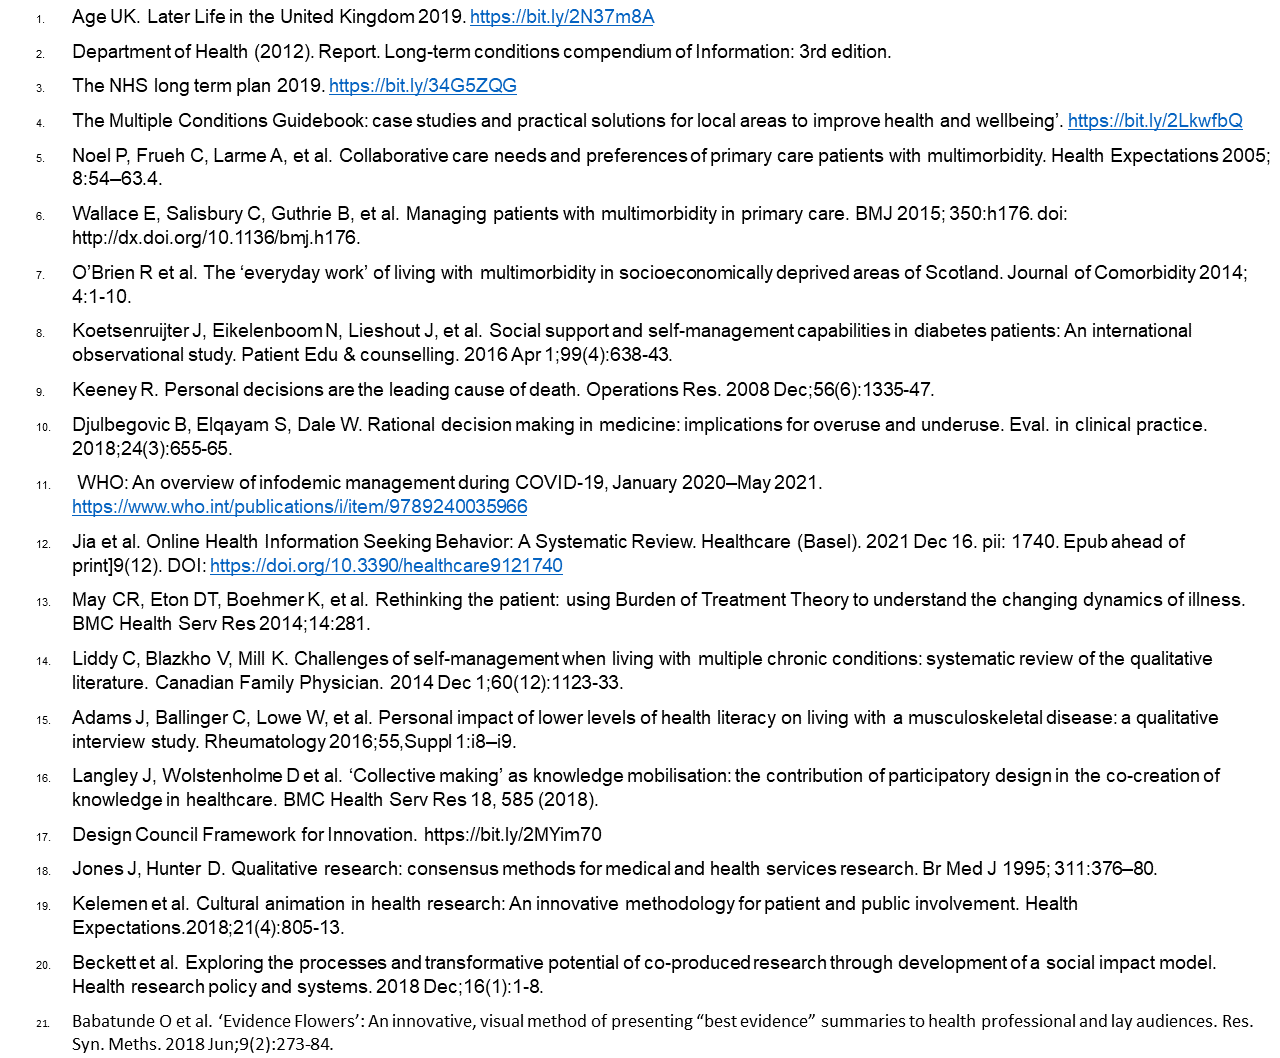 1. Age UK. Later Life in the United Kingdom 2019. https://bit.ly/2N37m8A
2. Department of Health (2012). Report. Long-term conditions compendium of Information: 3rd edition.
3. The NHS long term plan 2019. https://bit.ly/34G5ZQG
4. The Multiple Conditions Guidebook: case studies and practical solutions for local areas to improve health and wellbeing’. https://bit.ly/2LkwfbQ
5. Noel P, Frueh C, Larme A, et al. Collaborative care needs and preferences of primary care patients with multimorbidity. Health Expectations 2005;
8:54–63.4.
6. Wallace E, Salisbury C, Guthrie B, et al. Managing patients with multimorbidity in primary care. BMJ 2015; 350:h176. doi:
http://dx.doi.org/10.1136/bmj.h176.
7. O’Brien R et al. The ‘everyday work’ of living with multimorbidity in socioeconomically deprived areas of Scotland. Journal of Comorbidity 2014;
4:1-10.
8. Koetsenruijter J, Eikelenboom N, Lieshout J, et al. Social support and self-management capabilities in diabetes patients: An international
observational study. Patient Edu & counselling. 2016 Apr 1;99(4):638-43.
9. Keeney R. Personal decisions are the leading cause of death. Operations Res. 2008 Dec;56(6):1335-47.
10. Djulbegovic B, Elqayam S, Dale W. Rational decision making in medicine: implications for overuse and underuse. Eval. in clinical practice.
2018;24(3):655-65.
11. WHO: An overview of infodemic management during COVID-19, January 2020–May 2021.
https://www.who.int/publications/i/item/9789240035966
12. Jia et al. Online Health Information Seeking Behavior: A Systematic Review. Healthcare (Basel). 2021 Dec 16. pii: 1740. Epub ahead of
print]9(12). DOI: https://doi.org/10.3390/healthcare9121740
13. May CR, Eton DT, Boehmer K, et al. Rethinking the patient: using Burden of Treatment Theory to understand the changing dynamics of illness.
BMC Health Serv Res 2014;14:281.
14. Liddy C, Blazkho V, Mill K. Challenges of self-management when living with multiple chronic conditions: systematic review of the qualitative
literature. Canadian Family Physician. 2014 Dec 1;60(12):1123-33.
15. Adams J, Ballinger C, Lowe W, et al. Personal impact of lower levels of health literacy on living with a musculoskeletal disease: a qualitative
interview study. Rheumatology 2016;55,Suppl 1:i8–i9.
16. Langley J, Wolstenholme D et al. ‘Collective making’ as knowledge mobilisation: the contribution of participatory design in the co-creation of
knowledge in healthcare. BMC Health Serv Res 18, 585 (2018).
17. Design Council Framework for Innovation. https://bit.ly/2MYim70
18. Jones J, Hunter D. Qualitative research: consensus methods for medical and health services research. Br Med J 1995; 311:376–80.
19. Kelemen et al. Cultural animation in health research: An innovative methodology for patient and public involvement. Health
Expectations.2018;21(4):805-13.
20. Beckett et al. Exploring the processes and transformative potential of co-produced research through development of a social impact model.
Health research policy and systems. 2018 Dec;16(1):1-8.
21. Babatunde O et al. ‘Evidence Flowers’: An innovative, visual method of presenting “best evidence” summaries to health professional and lay audiences. Res.
Syn. Meths. 2018 Jun;9(2):273-84.